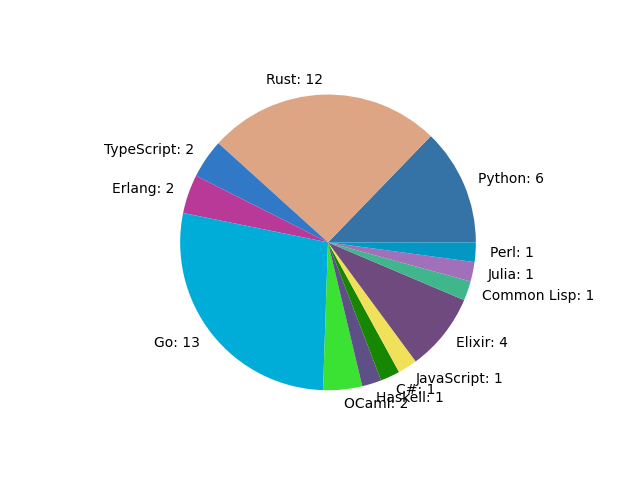 Rust: 12
TypeScript: 2
Python: 6
Erlang: 2
Perl: 1
Julia: 1
Common Lisp: 1
Go: 13
Elixir: 4
JavaScript: 1
C#: 1
Haskell: 1
OCaml: 2